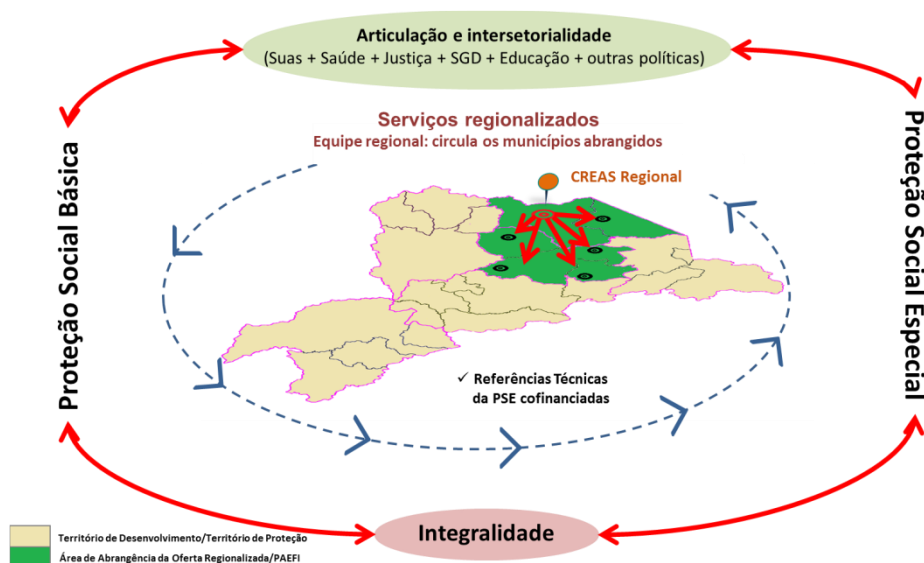 Articulação e intersetorialidade
(Suas + Saúde + Justiça + SGD + Educação + outras políticas)
Proteção Social Básica
Serviços regionalizados
Equipe regional: circula os municípios abrangidos
CREAS Regional
Proteção Social Especial
✓ Referências Técnicas
da PSE cofinanciadas
Integralidade
Território de Desenvolvimento/Território de Proteção
Área de Abrangência da Oferta Regionalizada/PAEFI